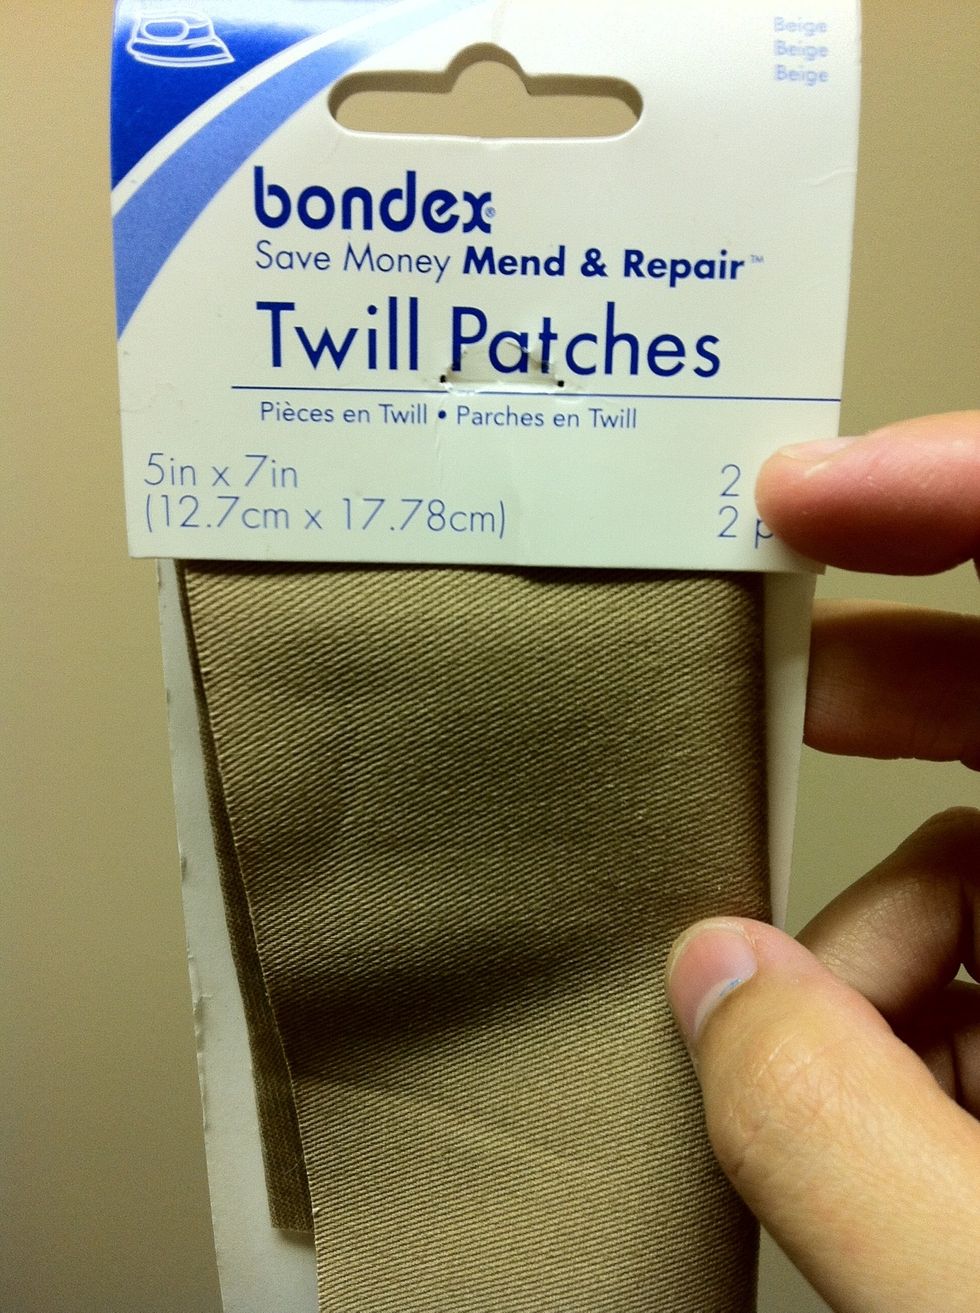 Beige
Beige
Beige
bondex®
Save Money Mend & Repair™
Twill Patches
Pièces en Twill • Parches en Twill
5in x 7in
(12.7cm x 17.78cm)
2
2 p